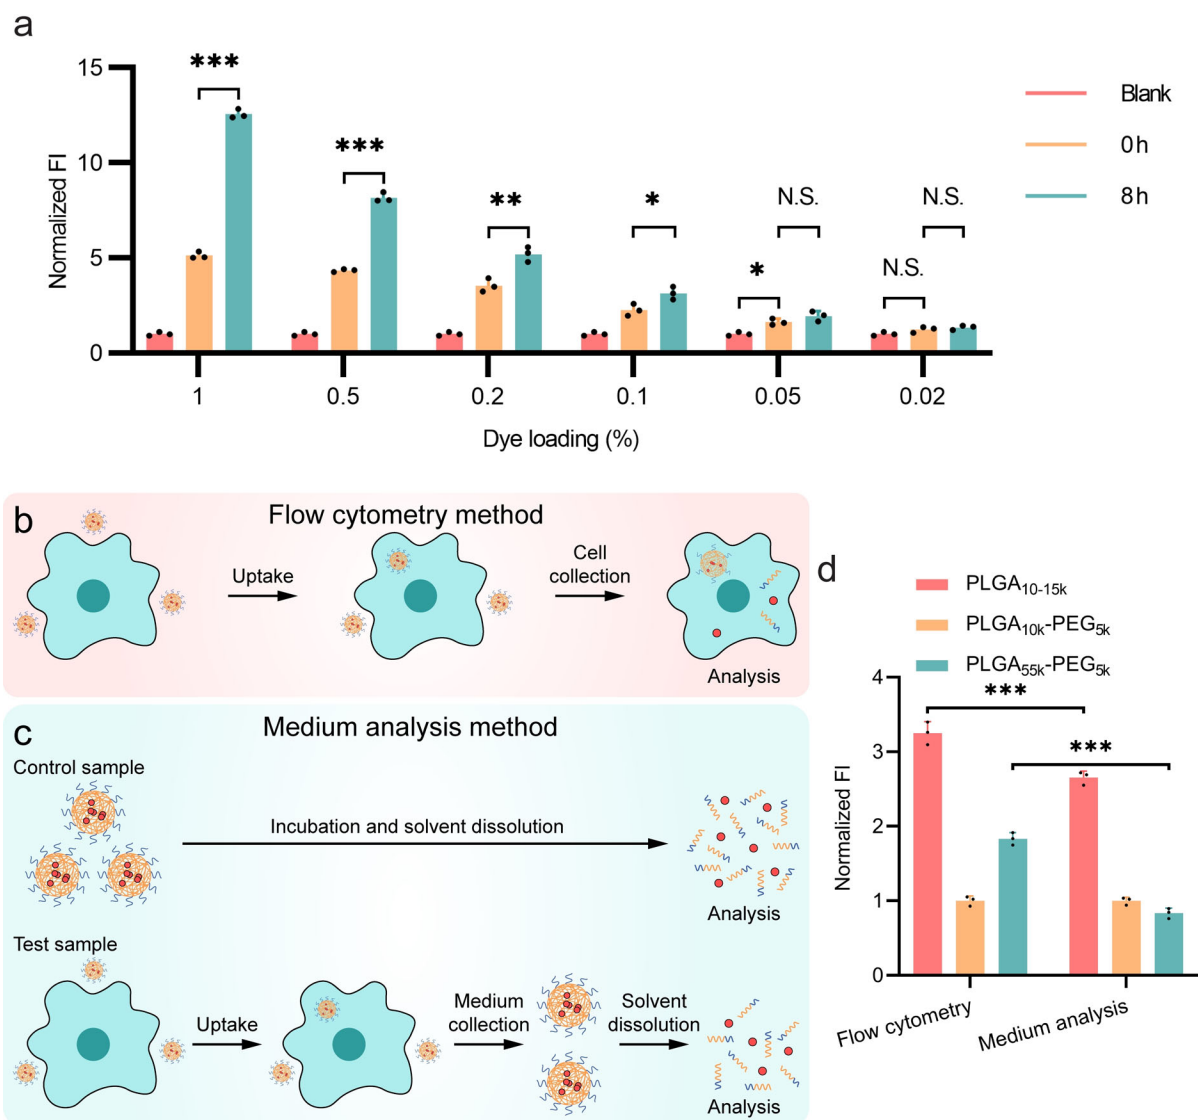 a
15
10
5
0
Normalized FI
***
***
**
*
*
N.S.
N.S.
N.S.
Blank
0h
8h
1
0.5
0.2
0.1
0.05
0.02
Dye loading (%)
b
Flow cytometry method
Uptake
Cell
collection
Analysis
c
Medium analysis method
Control sample
Incubation and solvent dissolution
Analysis
Test sample
Uptake
Medium
collection
Solvent
dissolution
Analysis
d
PLGA10-15k
PLGA10k-PEG5k
PLGA55k-PEG5k
4
3
2
1
0
Normalized FI
***
***
Flow cytometry
Medium analysis